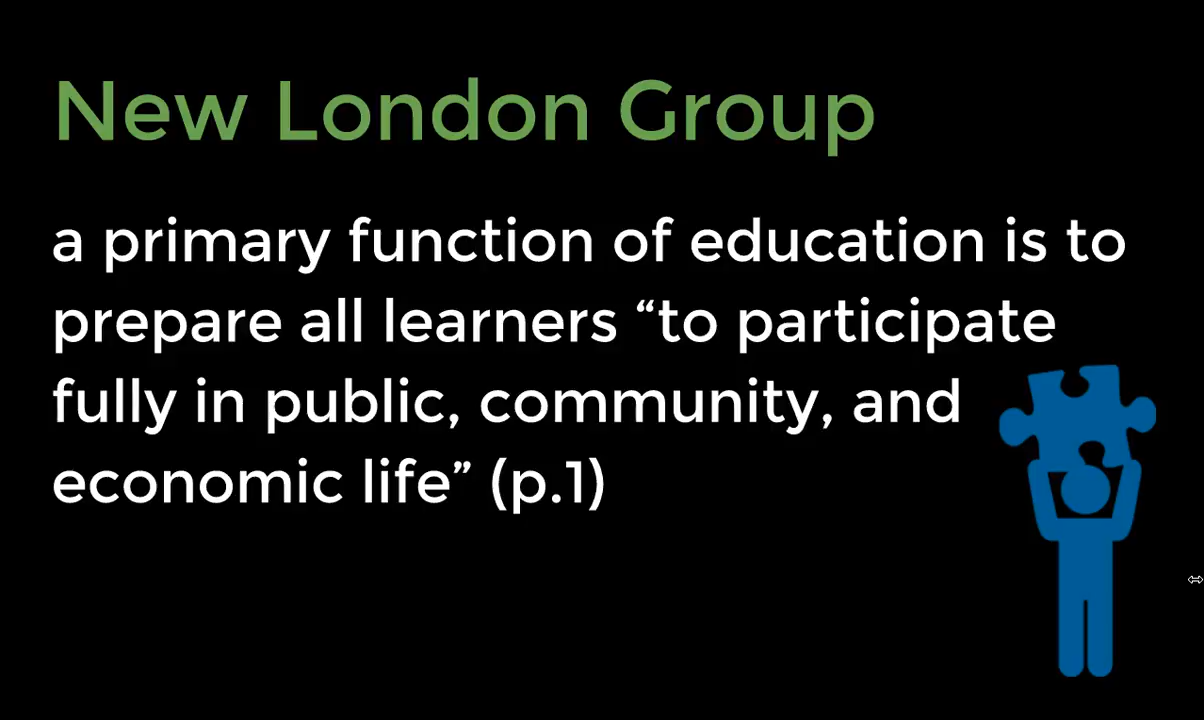 New London Group
a primary function of education is to
prepare all learners “to participate
fully in public, community, and
economic life” (p.1)